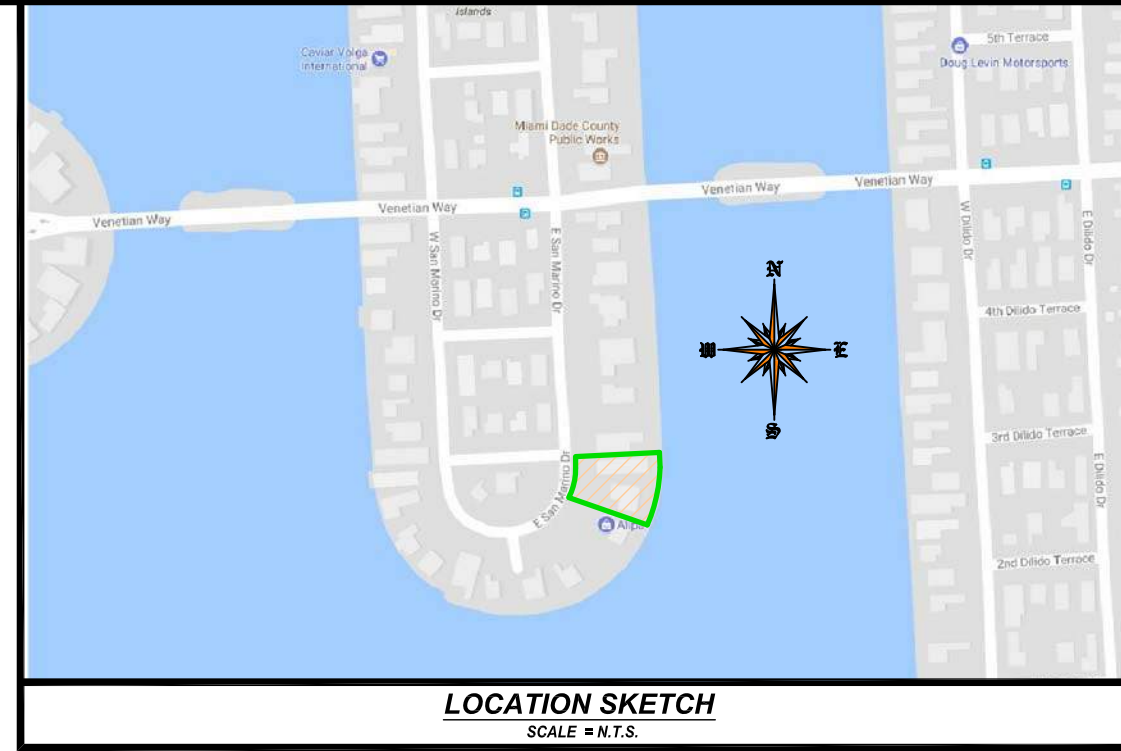 Islands
Caviar Volga
International
5th Terrace
Doug Levin Motorsports
Miami Dade County
Public Works
Venetian Way
Venetian Way
Venetian Way
Venetian Way
W San Marino Dr
E San Marino Dr
W Dilido Dr
E Dilido Dr
N
W
E
S
4th Dilido Terrace
3rd Dilido Terrace
E San Marino Dr
E Dilido Dr
2nd Dilido Terrace
LOCATION SKETCH
SCALE = N.T.S.